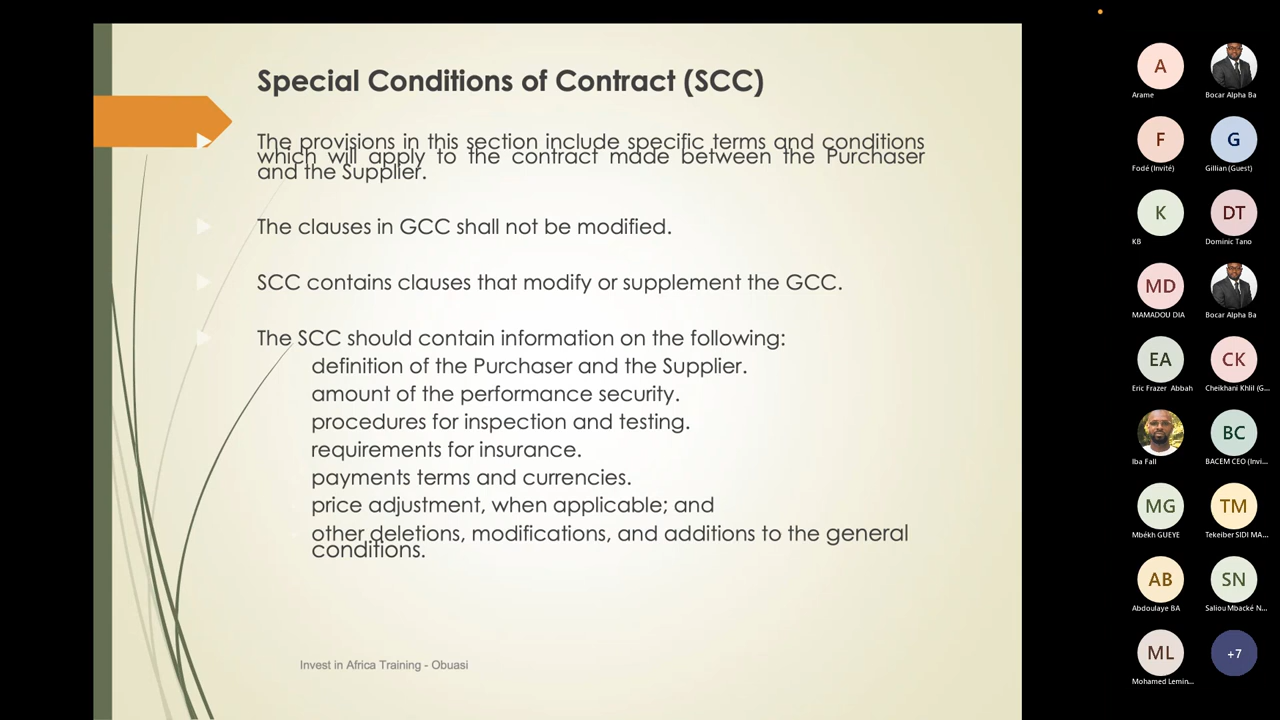 Special Conditions of Contract (SCC)
The provisions in this section include specific terms and conditions
which will apply to the contract made between the Purchaser
and the Supplier.
The clauses in GCC shall not be modified.
SCC contains clauses that modify or supplement the GCC.
The SCC should contain information on the following:
definition of the Purchaser and the Supplier.
amount of the performance security.
procedures for inspection and testing.
requirements for insurance.
payments terms and currencies.
price adjustment, when applicable; and
other deletions, modifications, and additions to the general
conditions.
Invest in Africa Training - Obuasi
A
Arame
Bocar Alpha Ba
F
Fodé (Invité)
G
Gillian (Guest)
K
KB
DT
Dominic Tano
MD
MAMADOU DIA
Bocar Alpha Ba
EA
Eric Frazer Abbah
CK
Cheikhani Khlil (G...
Iba Fall
BC
BACEM CEO (Invi...
MG
Mbékh GUEYE
TM
Tekeiber SIDI MA...
AB
Abdoulaye BA
SN
Saliou Mbacké N...
ML
Mohamed Lemin...
+7